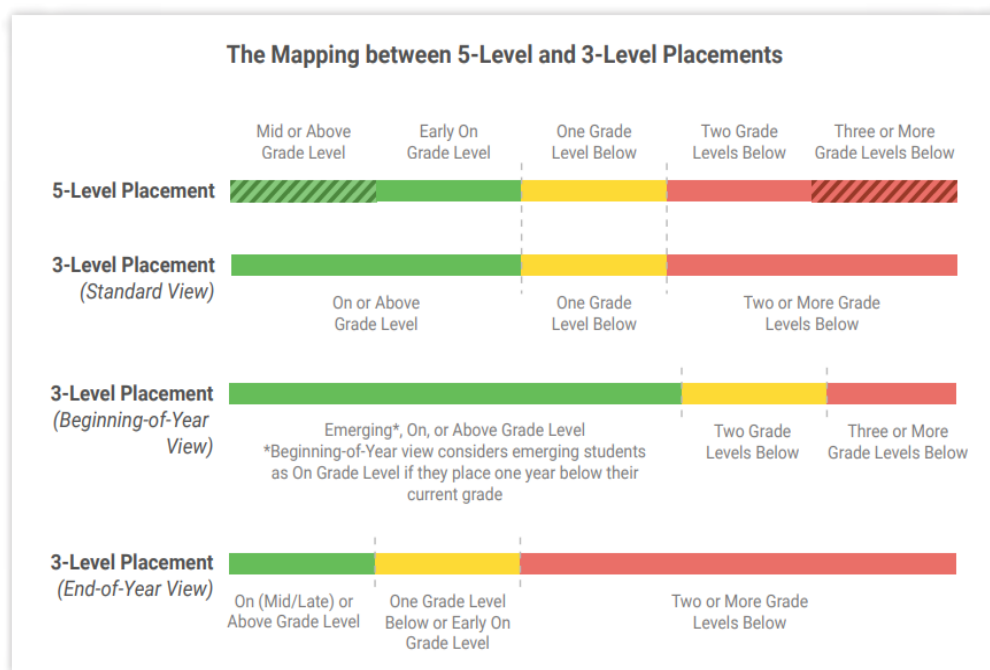 The Mapping between 5-Level and 3-Level Placements
Mid or Above
Grade Level
Early On
Grade Level
One Grade
Level Below
Two Grade
Levels Below
Three or More
Grade Levels Below
5-Level Placement
3-Level Placement
(Standard View)
On or Above
Grade Level
One Grade
Level Below
Two or More Grade
Levels Below
3-Level Placement
(Beginning-of-Year
View)
Emerging*, On, or Above Grade Level
*Beginning-of-Year view considers emerging students
as On Grade Level if they place one year below their
current grade
Two Grade
Levels Below
Three or More
Grade Levels Below
3-Level Placement
(End-of-Year View)
On (Mid/Late) or
Above Grade Level
One Grade Level
Below or Early On
Grade Level
Two or More Grade
Levels Below